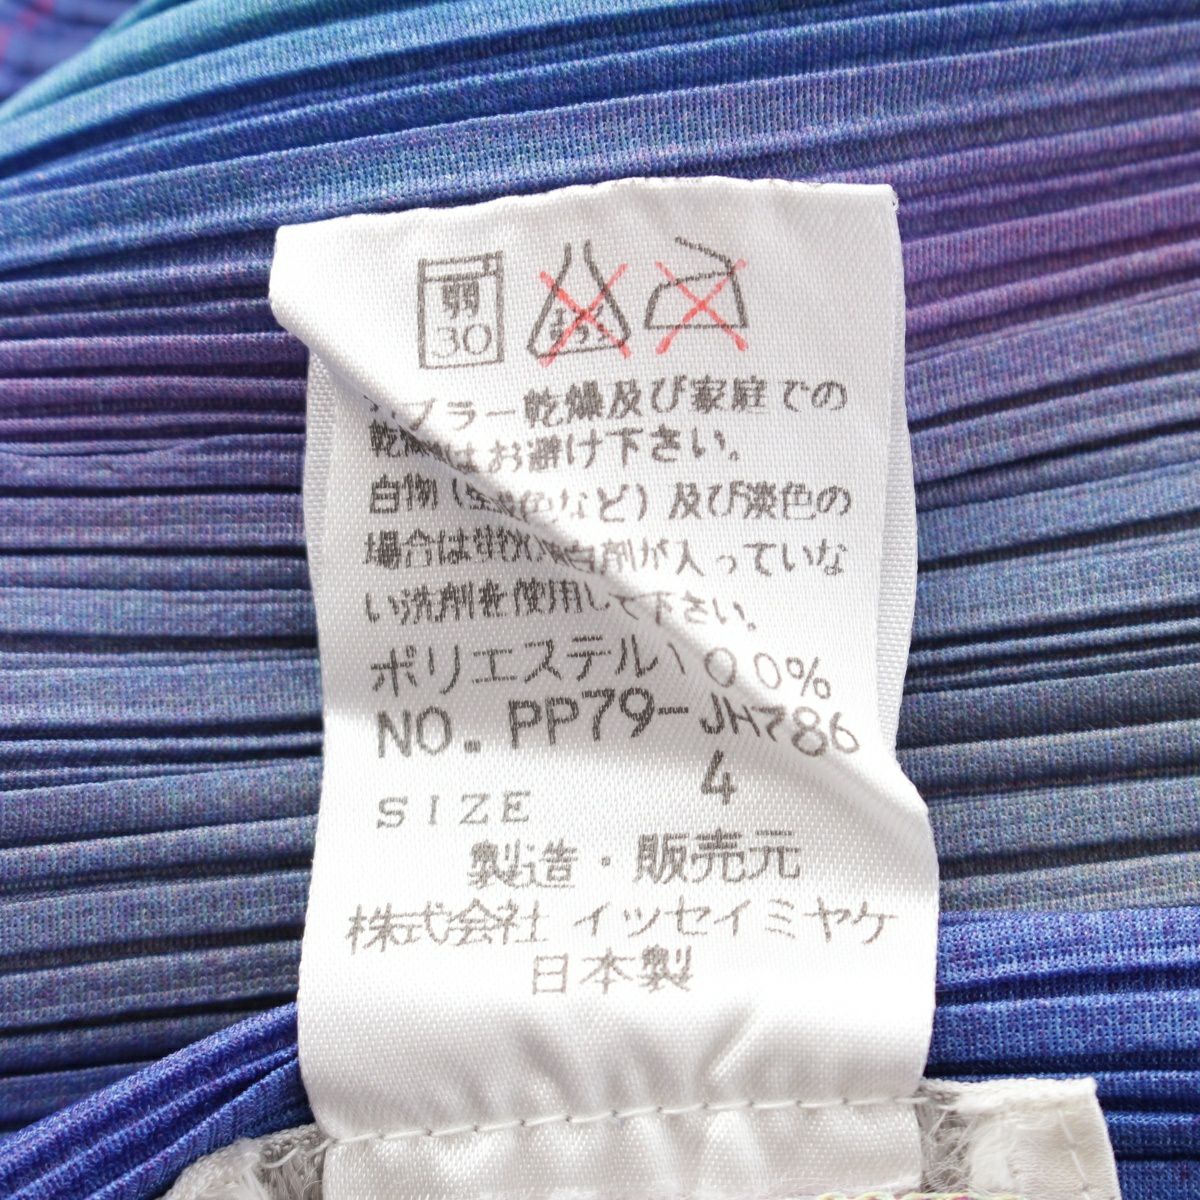 弱
30
タンブラー乾燥及び家庭での
乾燥はお避け下さい。
白物(生成色など)及び淡色の
場合は蛍光増白剤が入っていな
い洗剤を使用して下さい。
ポリエステル100%
NO. PP79-JH786
4
SIZE
製造・販売元
株式会社イッセイミヤケ
日本製